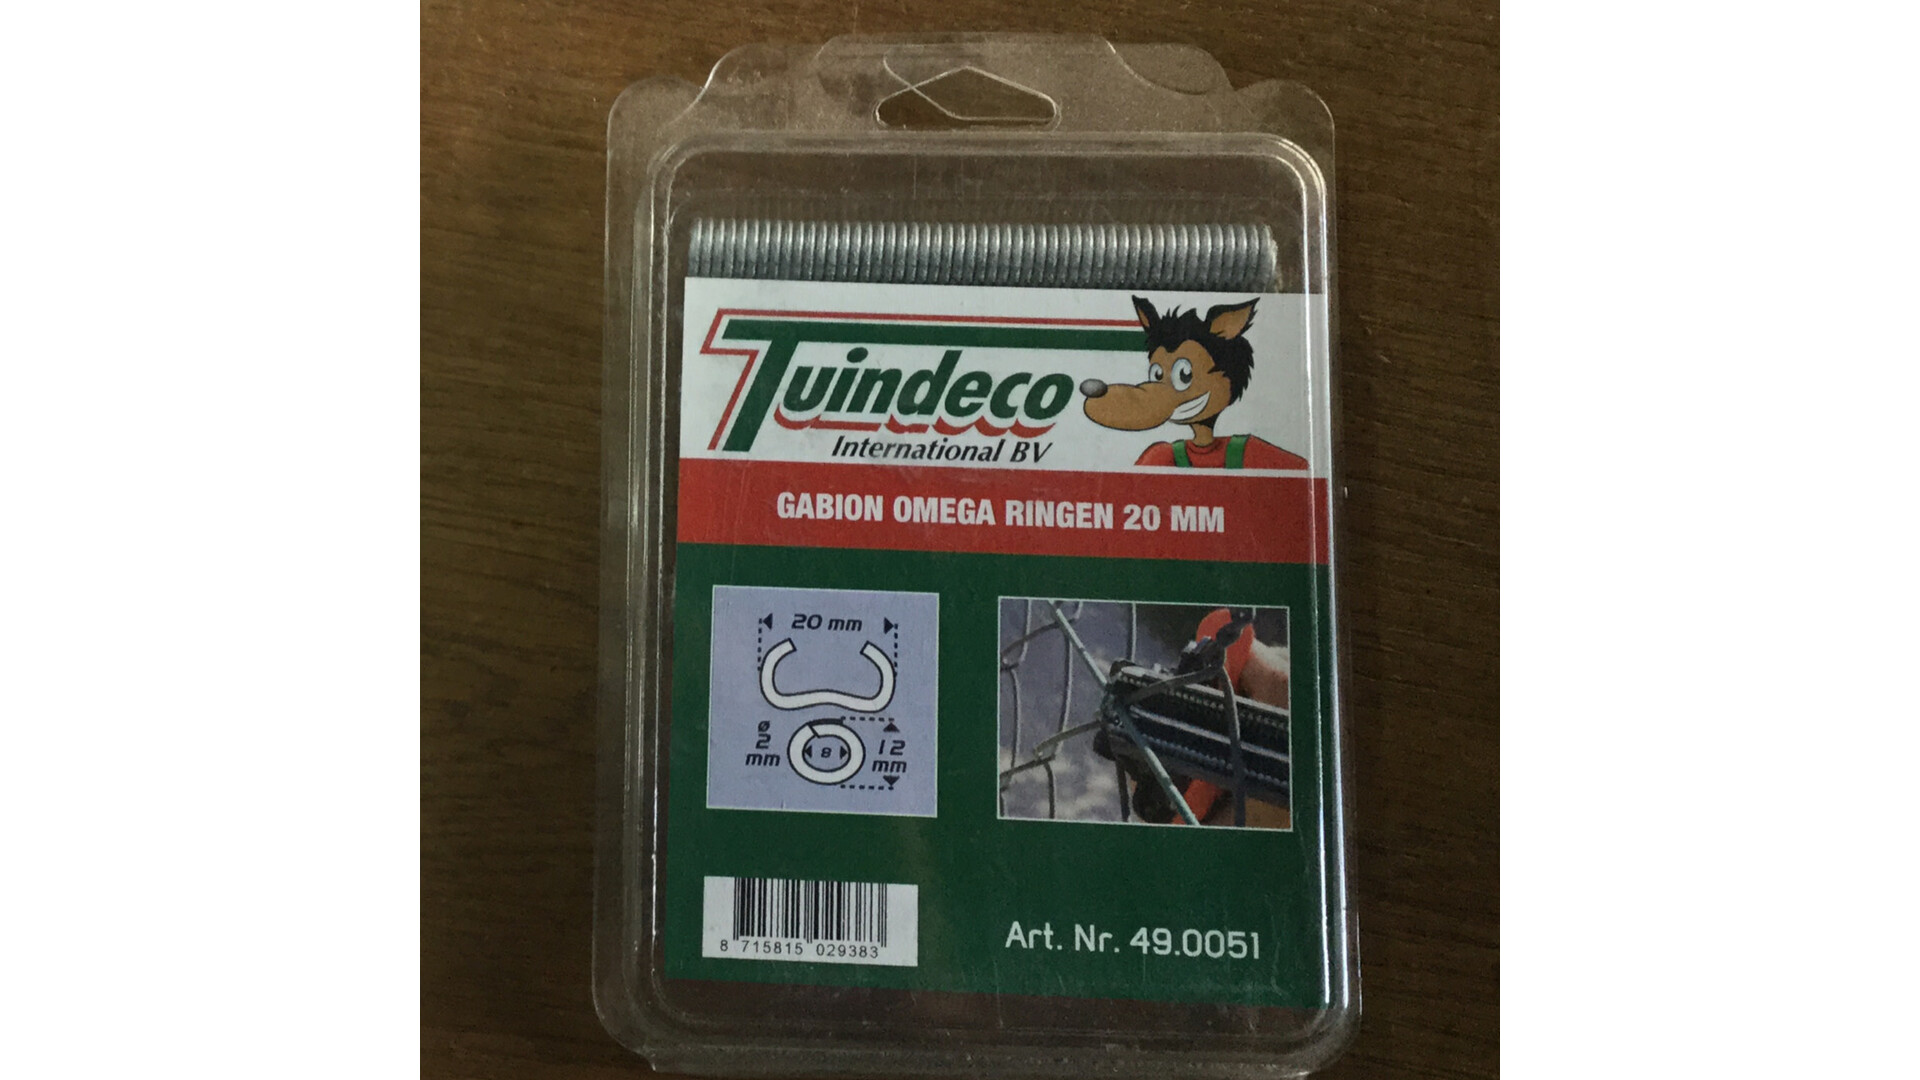 Tuindeco
International BV
GABION OMEGA RINGEN 20 MM
20 mm
ø 2 mm
8
12 mm
8 715815 029383
Art. Nr. 49.0051